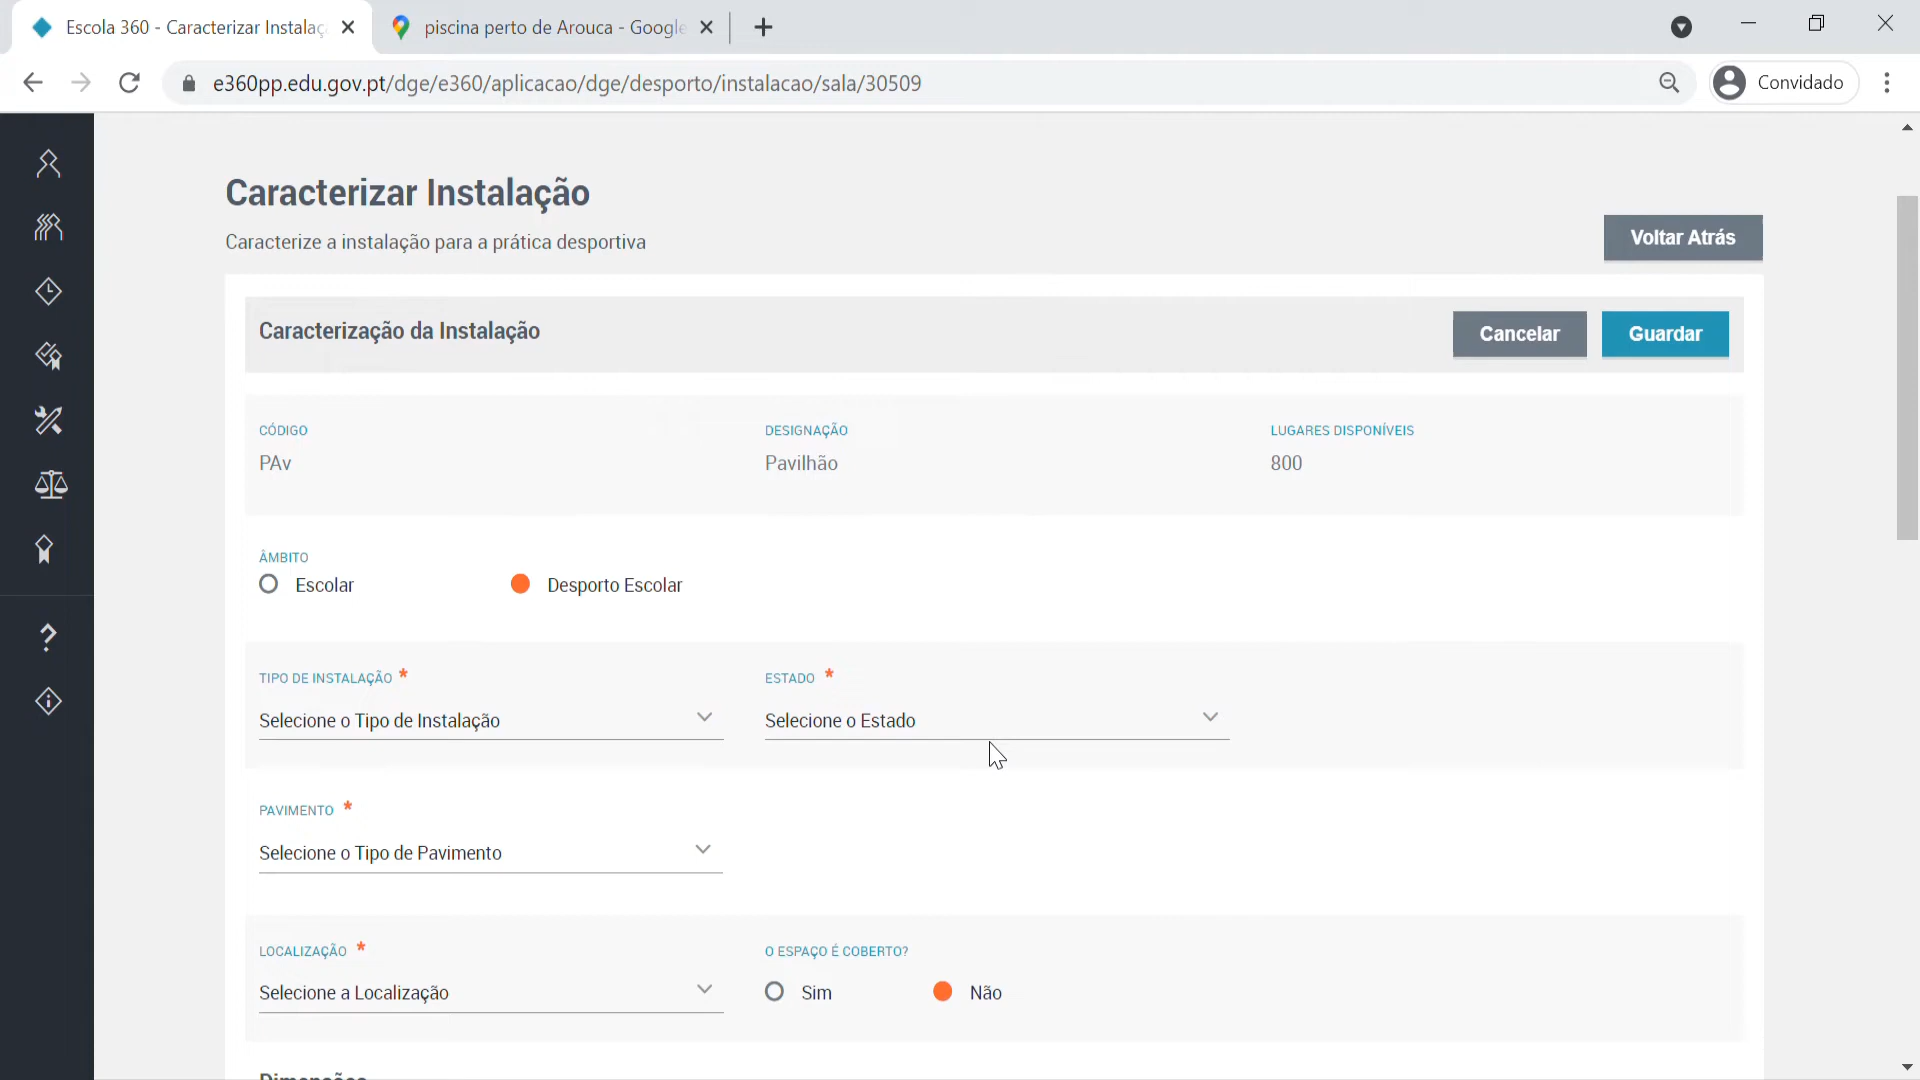 Escola 360 - Caracterizar Instalaç
piscina perto de Arouca - Google
e360pp.edu.gov.pt/dge/e360/aplicacao/dge/desporto/instalacao/sala/30509
Convidado
Caracterizar Instalação
Caracterize a instalação para a prática desportiva
Voltar Atrás
Caracterização da Instalação
Cancelar
Guardar
CÓDIGO
DESIGNAÇÃO
LUGARES DISPONÍVEIS
PAv
Pavilhão
800
ÂMBITO
Escolar
Desporto Escolar
TIPO DE INSTALAÇÃO *
ESTADO *
Selecione o Tipo de Instalação
Selecione o Estado
PAVIMENTO *
Selecione o Tipo de Pavimento
LOCALIZAÇÃO *
O ESPAÇO É COBERTO?
Selecione a Localização
Sim
Não
Dimensões